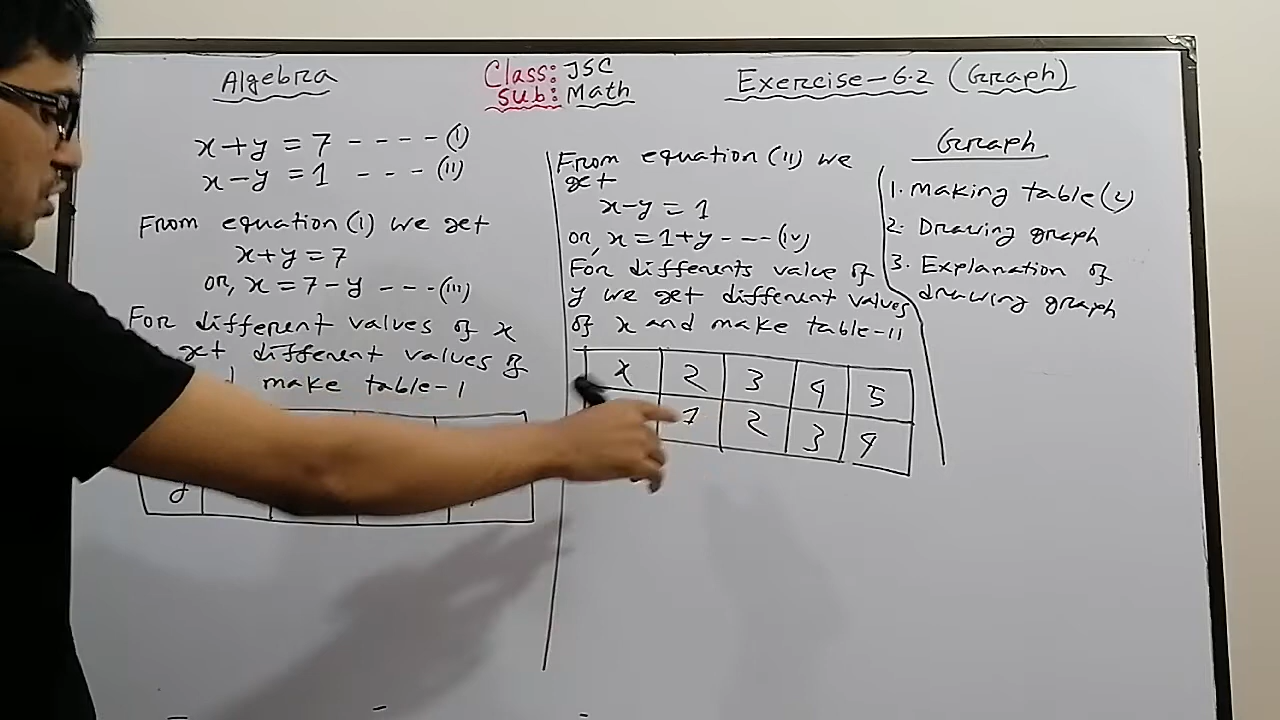 Algebra
Class: JSC
Sub: Math
Exercise-6.2 (Graph)
x+y = 7 ---- (i)
x-y = 1 --- (ii)
From equation (i) we get
x+y = 7
or, x = 7-y --- (iii)
For different values of x
get different values of
make table-1
y
From equation (ii) we
get
x-y = 1
or, x = 1+y --- (iv)
For differents value of
y we get different values
of x and make table-11
x 2 3 4 5
1 2 3 4
Graph
1. Making table (2)
2. Drawing graph
3. Explanation of
drawing graph